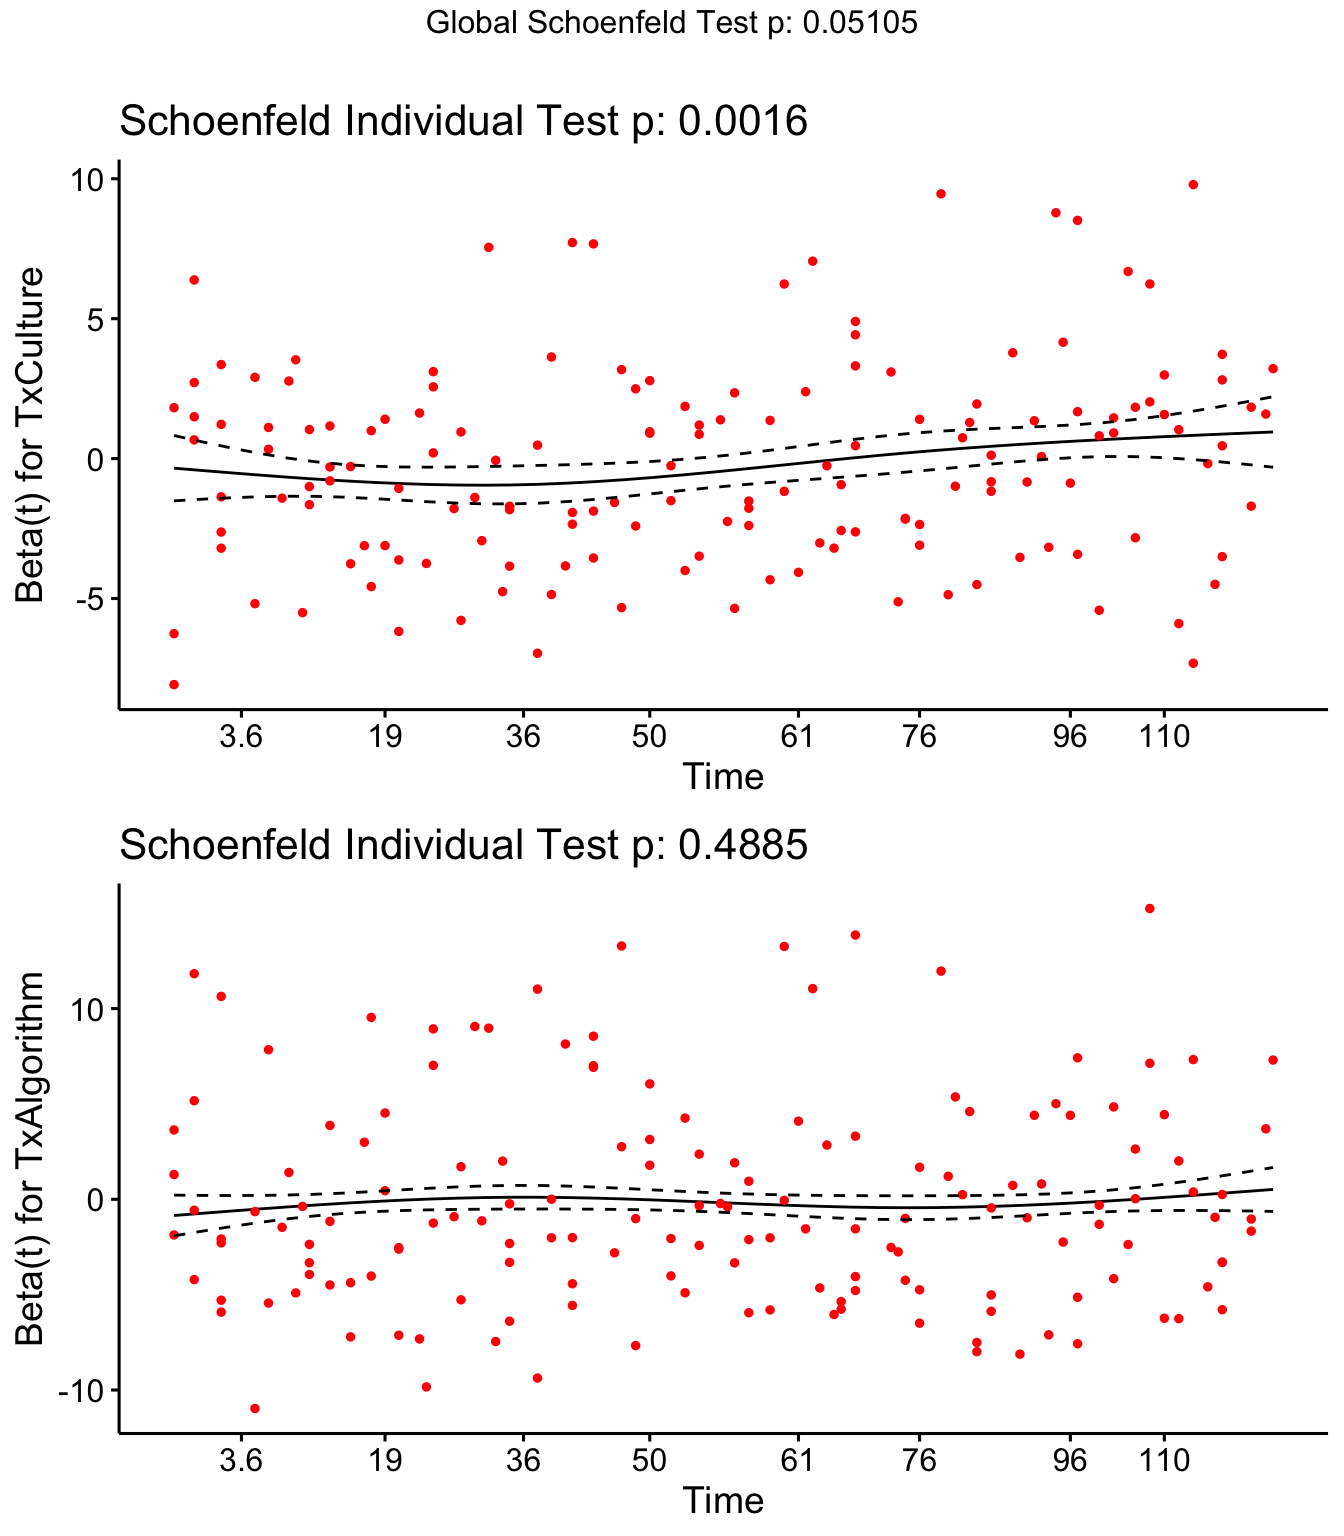 Global Schoenfeld Test p: 0.05105
Schoenfeld Individual Test p: 0.0016
Beta(t) for TxCulture
10
5
0
-5
3.6 19 36 50 61 76 96 110
Time
Schoenfeld Individual Test p: 0.4885
Beta(t) for TxAlgorithm
10
0
-10
3.6 19 36 50 61 76 96 110
Time